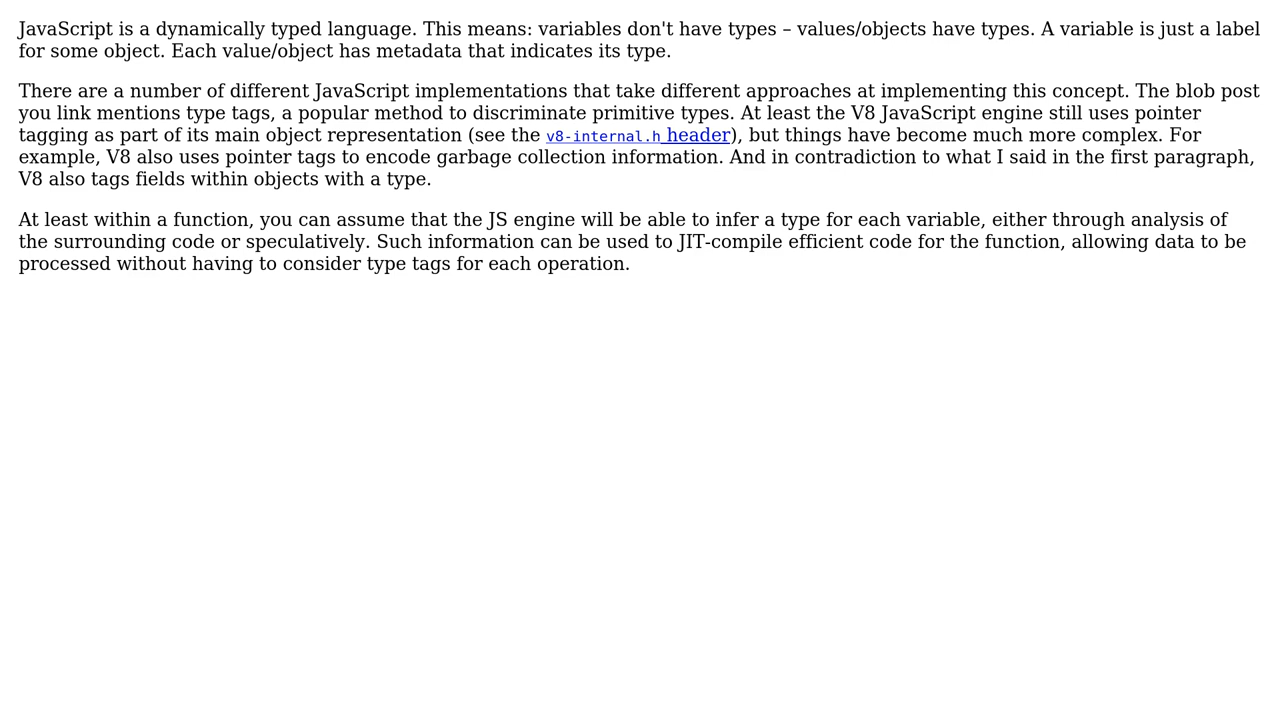 JavaScript is a dynamically typed language. This means: variables don't have types – values/objects have types. A variable is just a label
for some object. Each value/object has metadata that indicates its type.
There are a number of different JavaScript implementations that take different approaches at implementing this concept. The blob post
you link mentions type tags, a popular method to discriminate primitive types. At least the V8 JavaScript engine still uses pointer
tagging as part of its main object representation (see the v8-internal.h header), but things have become much more complex. For
example, V8 also uses pointer tags to encode garbage collection information. And in contradiction to what I said in the first paragraph,
V8 also tags fields within objects with a type.
At least within a function, you can assume that the JS engine will be able to infer a type for each variable, either through analysis of
the surrounding code or speculatively. Such information can be used to JIT-compile efficient code for the function, allowing data to be
processed without having to consider type tags for each operation.